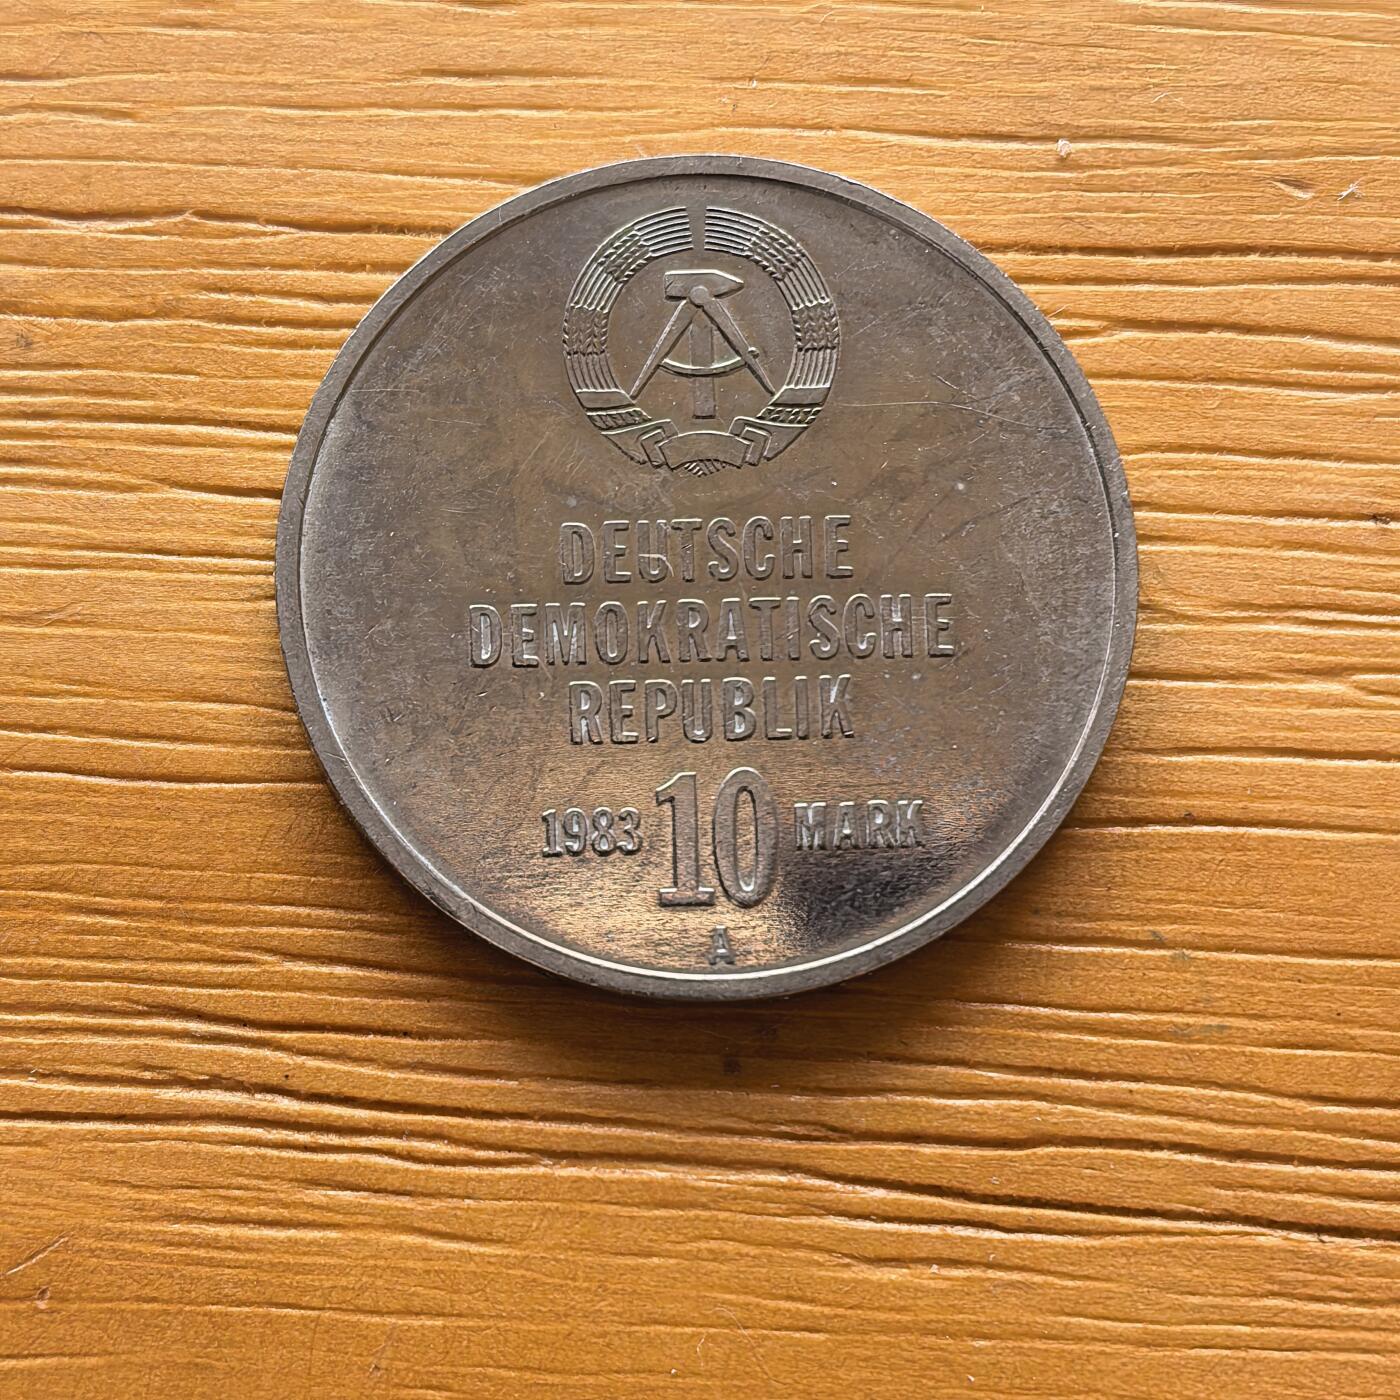 DEUTSCHE
DEMOKRATISCHE
REPUBLIK
1983 10 MARK
A